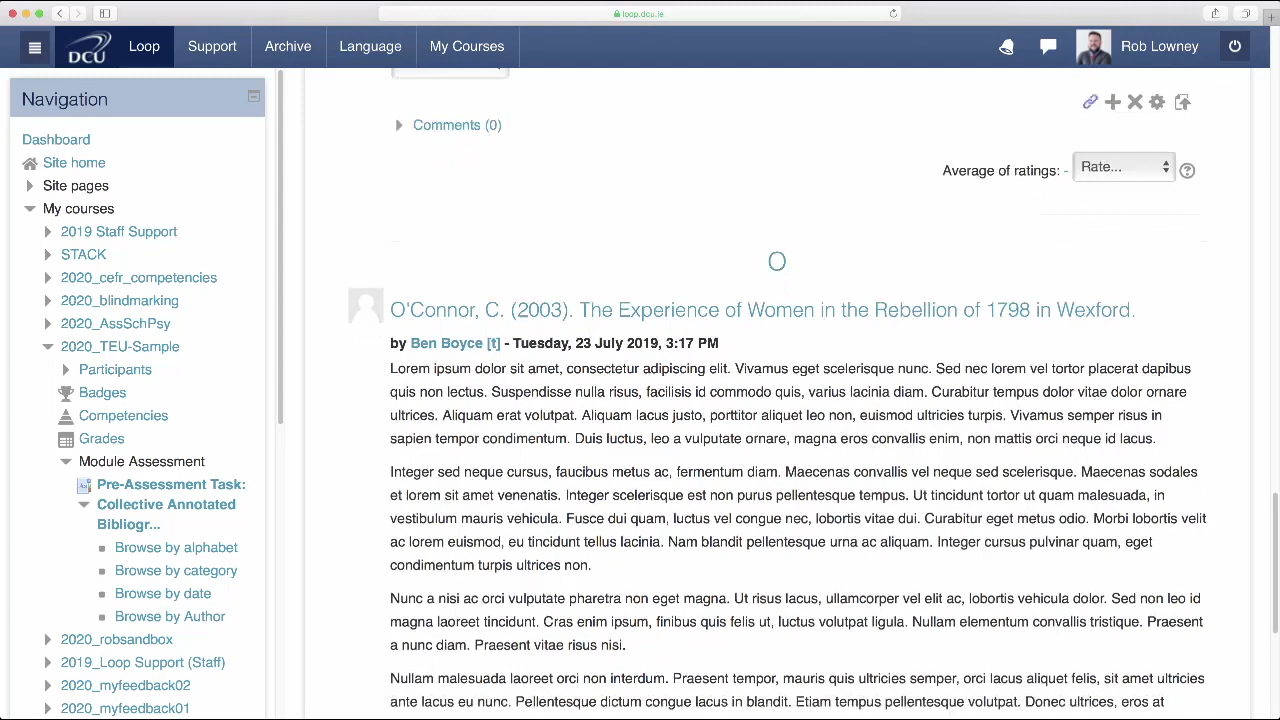 loop.dcu.ie
DCU
Loop
Support
Archive
Language
My Courses
Rob Lowney
Navigation
Dashboard
Site home
Site pages
My courses
2019 Staff Support
STACK
2020_cefr_competencies
2020_blindmarking
2020_AssSchPsy
2020_TEU-Sample
Participants
Badges
Competencies
Grades
Module Assessment
Pre-Assessment Task:
Collective Annotated
Bibliogr...
Browse by alphabet
Browse by category
Browse by date
Browse by Author
2020_robsandbox
2019_Loop Support (Staff)
2020_myfeedback02
2020_myfeedback01
Comments (0)
Average of ratings: - Rate...
O
O'Connor, C. (2003). The Experience of Women in the Rebellion of 1798 in Wexford.
by Ben Boyce [t] - Tuesday, 23 July 2019, 3:17 PM
Lorem ipsum dolor sit amet, consectetur adipiscing elit. Vivamus eget scelerisque nunc. Sed nec lorem vel tortor placerat dapibus
quis non lectus. Suspendisse nulla risus, facilisis id commodo quis, varius lacinia diam. Curabitur tempus dolor vitae dolor ornare
ultrices. Aliquam erat volutpat. Aliquam lacus justo, porttitor aliquet leo non, euismod ultricies turpis. Vivamus semper risus in
sapien tempor condimentum. Duis luctus, leo a vulputate ornare, magna eros convallis enim, non mattis orci neque id lacus.
Integer sed neque cursus, faucibus metus ac, fermentum diam. Maecenas convallis vel neque sed scelerisque. Maecenas sodales
et lorem sit amet venenatis. Integer scelerisque est non purus pellentesque tempus. Ut tincidunt tortor ut quam malesuada, in
vestibulum mauris vehicula. Fusce dui quam, luctus vel congue nec, lobortis vitae dui. Curabitur eget metus odio. Morbi lobortis velit
ac lorem euismod, eu tincidunt tellus lacinia. Nam blandit pellentesque urna ac aliquam. Integer cursus pulvinar quam, eget
condimentum turpis ultrices non.
Nunc a nisi ac orci vulputate pharetra non eget magna. Ut risus lacus, ullamcorper vel elit ac, lobortis vehicula dolor. Sed non leo id
magna laoreet tincidunt. Cras enim ipsum, finibus quis felis ut, luctus volutpat ligula. Nullam elementum convallis tristique. Praesent
a nunc diam. Praesent vitae risus nisi.
Nullam malesuada laoreet orci non interdum. Praesent tempor, mauris quis ultricies semper, orci lacus aliquet felis, sit amet ultricies
ante lacus eu nunc. Pellentesque dictum congue lacus in blandit. Etiam tempus pellentesque volutpat. Donec ultrices, eros at